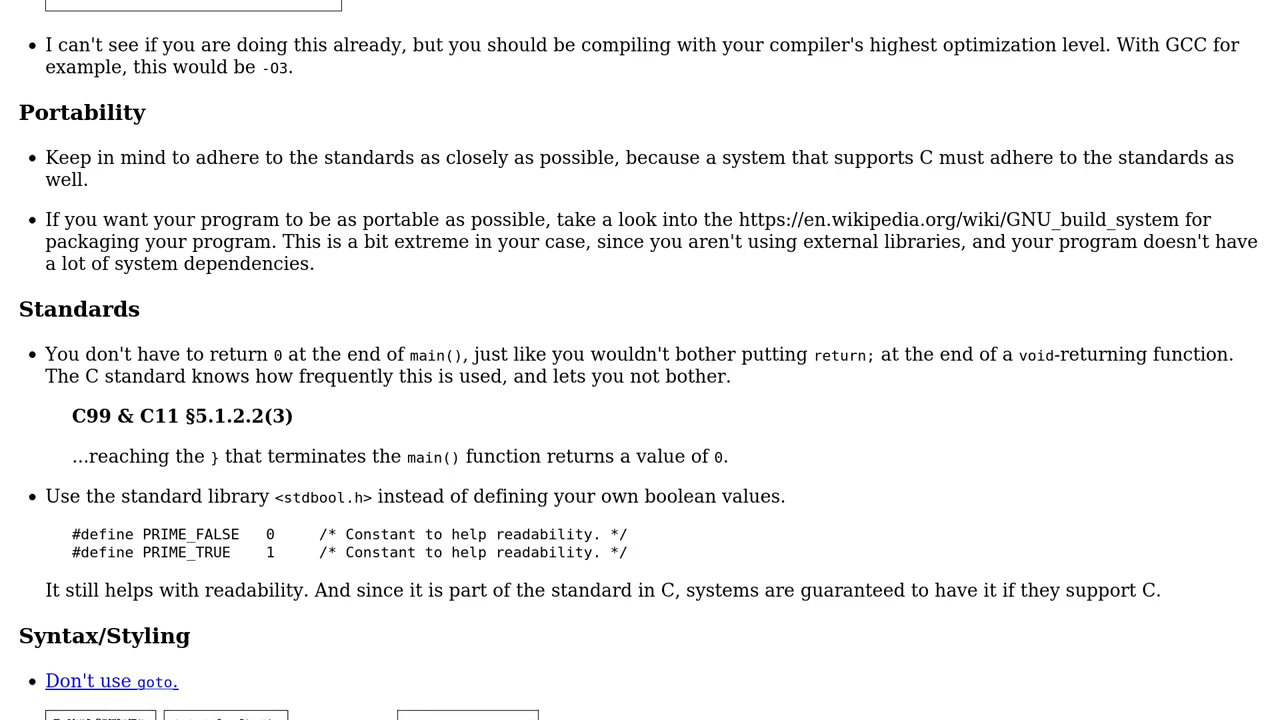 • I can't see if you are doing this already, but you should be compiling with your compiler's highest optimization level. With GCC for
example, this would be -O3.
Portability
• Keep in mind to adhere to the standards as closely as possible, because a system that supports C must adhere to the standards as
well.
• If you want your program to be as portable as possible, take a look into the https://en.wikipedia.org/wiki/GNU_build_system for
packaging your program. This is a bit extreme in your case, since you aren't using external libraries, and your program doesn't have
a lot of system dependencies.
Standards
• You don't have to return 0 at the end of main(), just like you wouldn't bother putting return; at the end of a void-returning function.
The C standard knows how frequently this is used, and lets you not bother.
C99 & C11 §5.1.2.2(3)
...reaching the } that terminates the main() function returns a value of 0.
• Use the standard library <stdbool.h> instead of defining your own boolean values.
#define PRIME_FALSE   0     /* Constant to help readability. */
#define PRIME_TRUE    1     /* Constant to help readability. */
It still helps with readability. And since it is part of the standard in C, systems are guaranteed to have it if they support C.
Syntax/Styling
• Don't use goto.